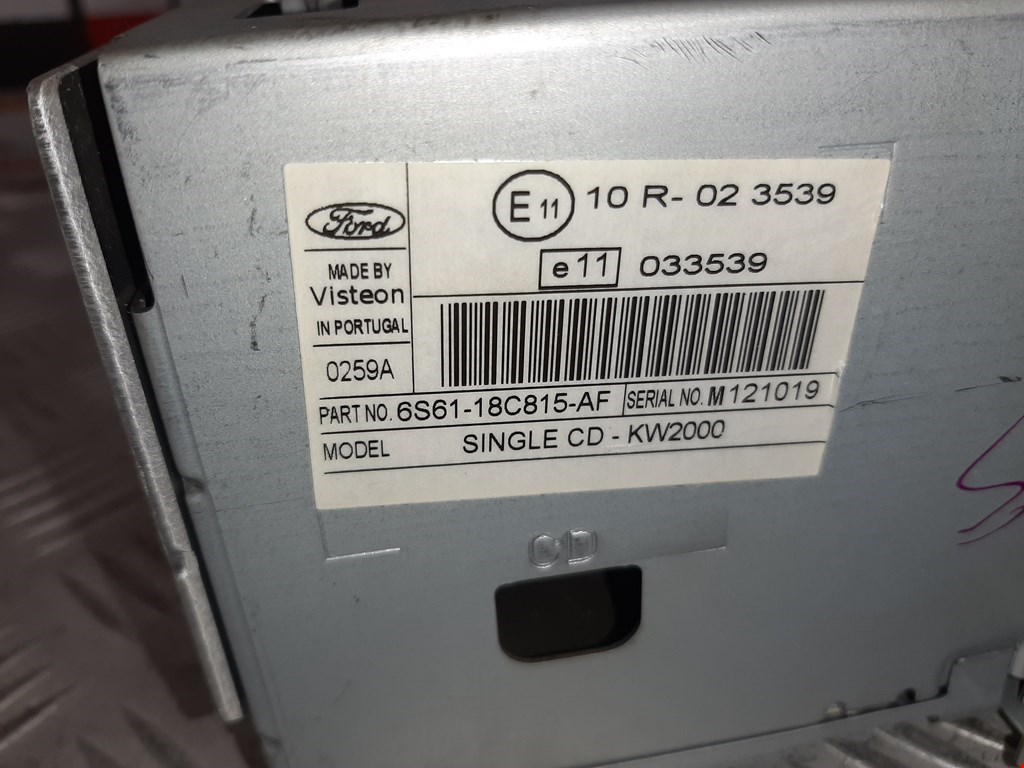 Ford
MADE BY
Visteon
IN PORTUGAL
0259A
E 11 10 R- 02 3539
e11 033539
PART NO. 6S61-18C815-AF SERIAL NO. M121019
MODEL SINGLE CD - KW2000
CD